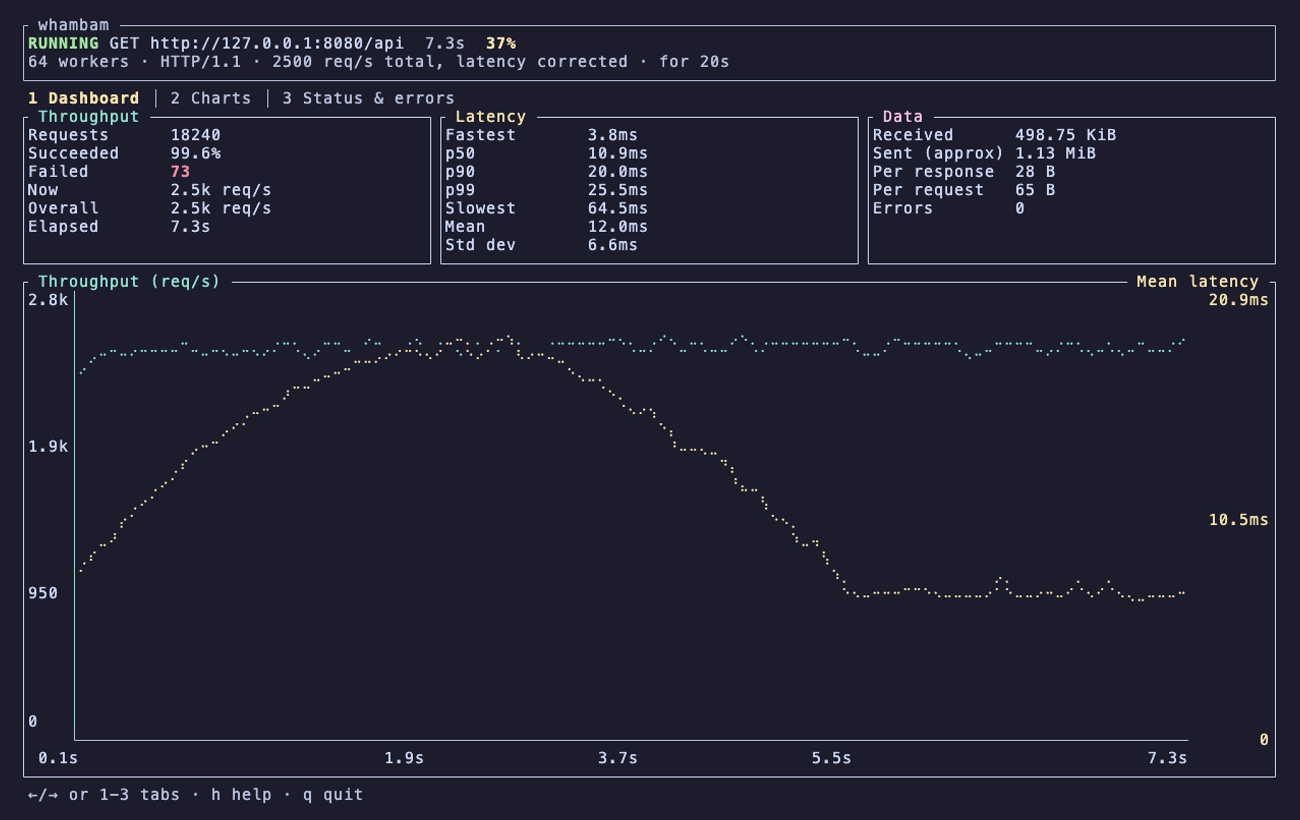 whambam
RUNNING GET http://127.0.0.1:8080/api 7.3s 37%
64 workers · HTTP/1.1 · 2500 req/s total, latency corrected · for 20s
1 Dashboard │ 2 Charts │ 3 Status & errors
Throughput
Requests 18240
Succeeded 99.6%
Failed 73
Now 2.5k req/s
Overall 2.5k req/s
Elapsed 7.3s
Latency
Fastest 3.8ms
p50 10.9ms
p90 20.0ms
p99 25.5ms
Slowest 64.5ms
Mean 12.0ms
Std dev 6.6ms
Data
Received 498.75 KiB
Sent (approx) 1.13 MiB
Per response 28 B
Per request 65 B
Errors 0
Throughput (req/s) Mean latency
2.8k 20.9ms
1.9k
10.5ms
950
0
0
0.1s 1.9s 3.7s 5.5s 7.3s
←/→ or 1-3 tabs · h help · q quit